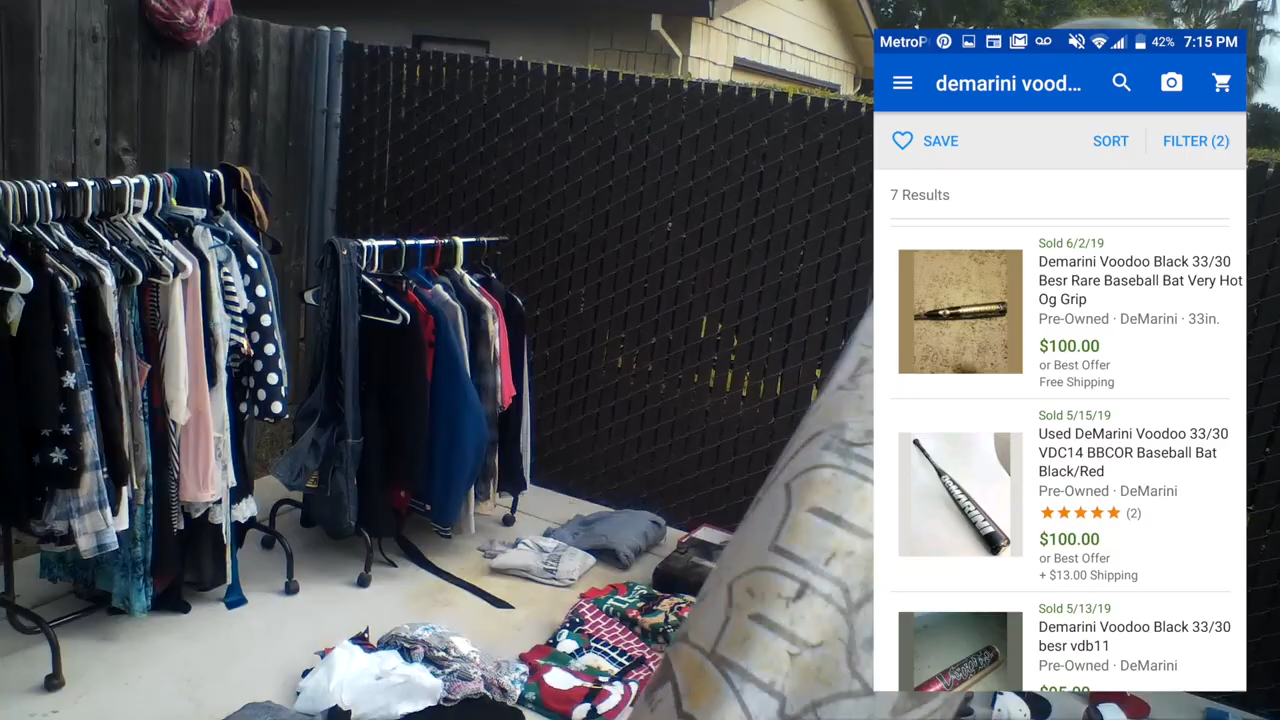 MetroP 42% 7:15 PM
demarini vood...
SAVE SORT FILTER (2)
7 Results
Sold 6/2/19
Demarini Voodoo Black 33/30
Besr Rare Baseball Bat Very Hot
Og Grip
Pre-Owned · DeMarini · 33in.
$100.00
or Best Offer
Free Shipping
Sold 5/15/19
Used DeMarini Voodoo 33/30
VDC14 BBCOR Baseball Bat
Black/Red
Pre-Owned · DeMarini
(2)
$100.00
or Best Offer
+ $13.00 Shipping
DEMARINI
Sold 5/13/19
Demarini Voodoo Black 33/30
besr vdb11
Pre-Owned · DeMarini
$95.00